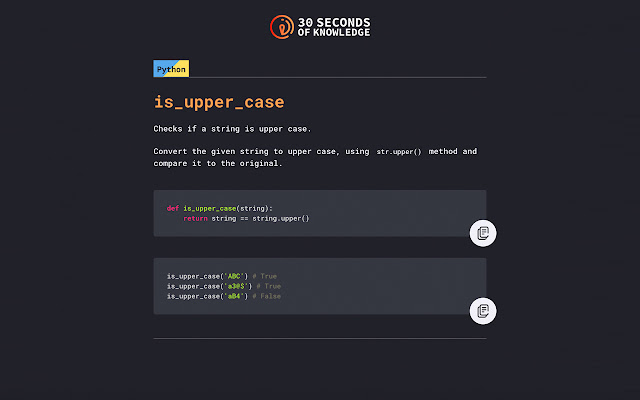 30 SECONDS
OF KNOWLEDGE
Python
is_upper_case
Checks if a string is upper case.
Convert the given string to upper case, using str.upper() method and
compare it to the original.
def is_upper_case(string):
    return string == string.upper()
is_upper_case('ABC') # True
is_upper_case('a3@$') # True
is_upper_case('aB4') # False